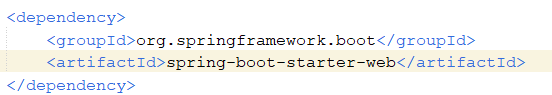 <dependency>
<groupId>org.springframework.boot</groupId>
<artifactId>spring-boot-starter-web</artifactId>
</dependency>